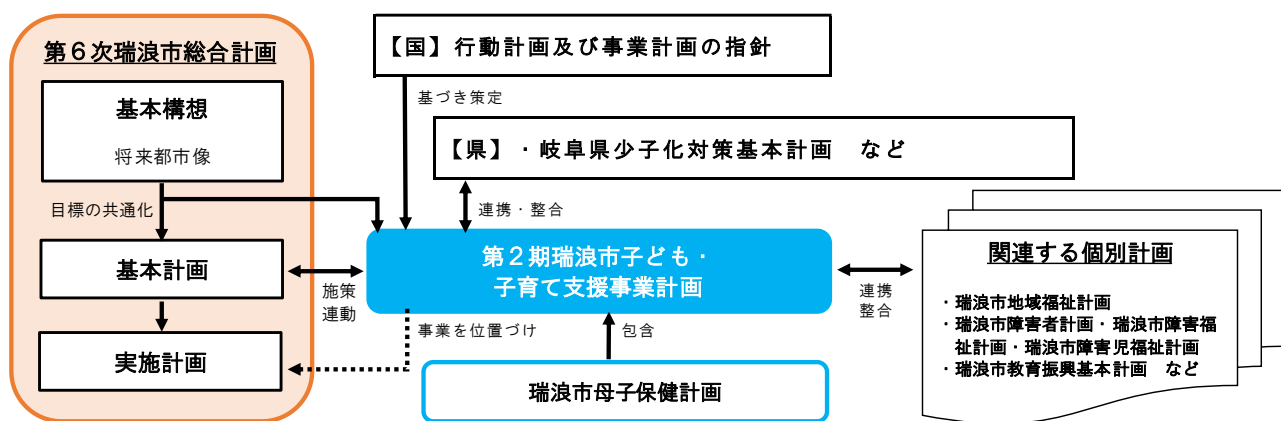 第６次瑞浪市総合計画
基本構想
将来都市像
目標の共通化
基本計画
実施計画
【国】行動計画及び事業計画の指針
基づき策定
【県】・岐阜県少子化対策基本計画　など
連携・整合
第２期瑞浪市子ども・
子育て支援事業計画
施策
連動
事業を位置づけ
包含
瑞浪市母子保健計画
連携
整合
関連する個別計画
・瑞浪市地域福祉計画
・瑞浪市障害者計画・瑞浪市障害福
祉計画・瑞浪市障害児福祉計画
・瑞浪市教育振興基本計画　など